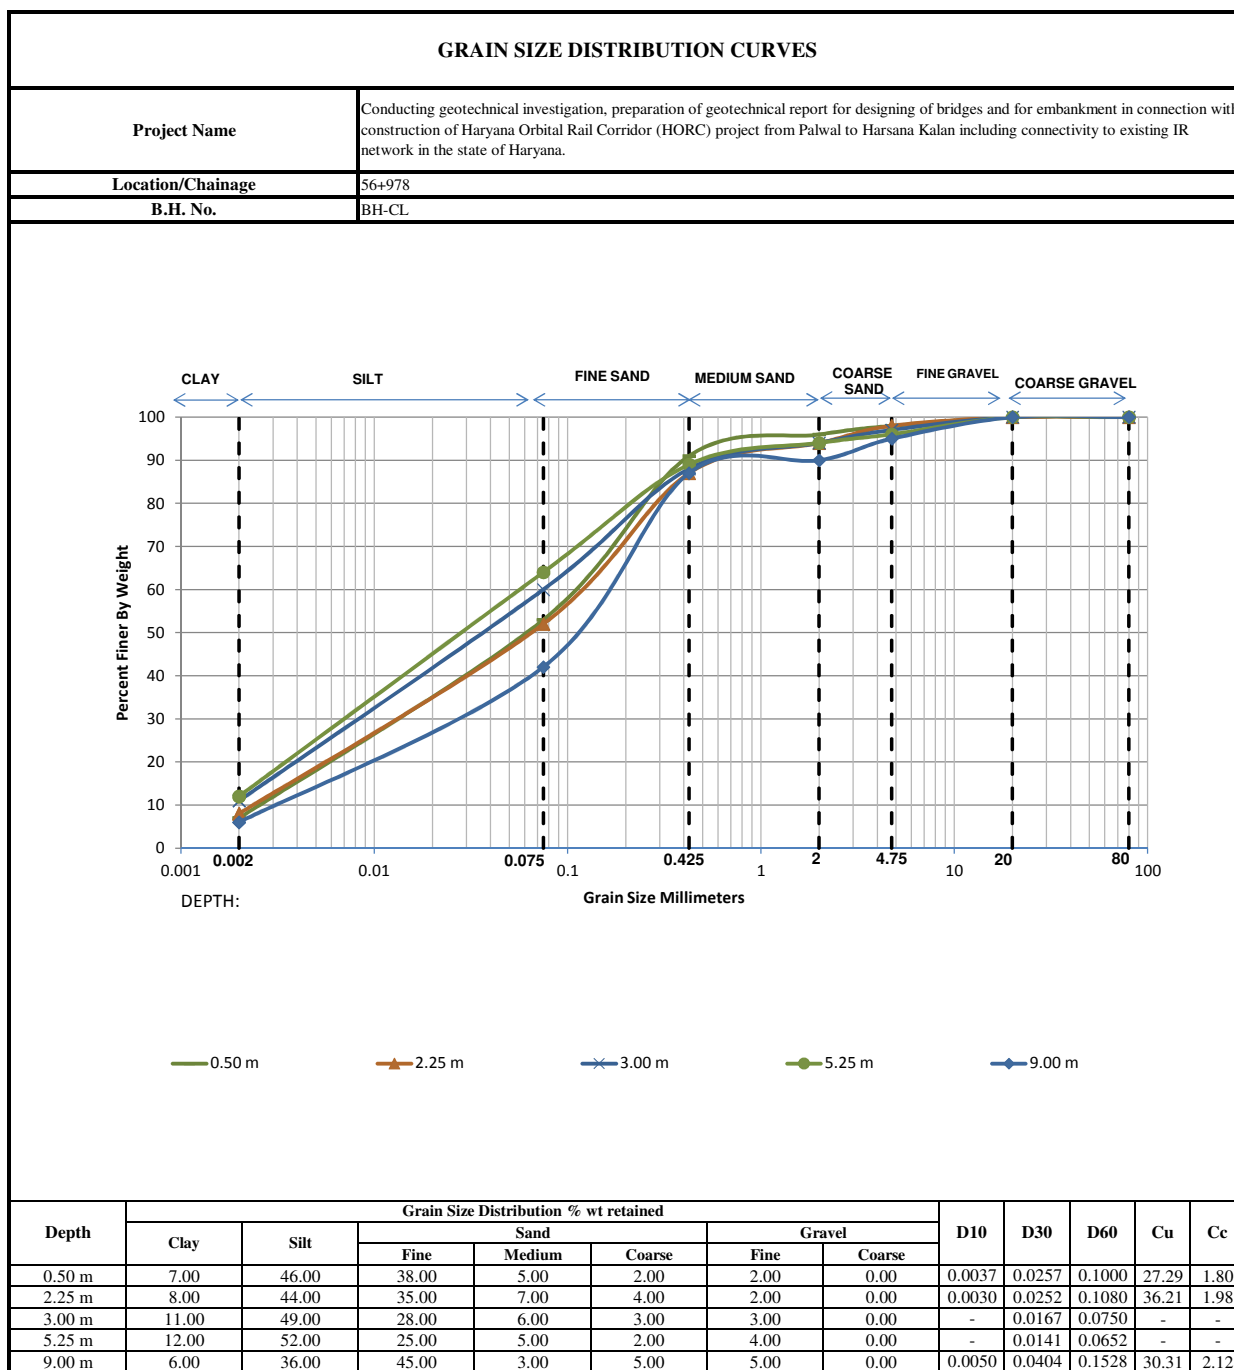 GRAIN SIZE DISTRIBUTION CURVES
Project Name
Conducting geotechnical investigation, preparation of geotechnical report for designing of bridges and for embankment in connection with
construction of Haryana Orbital Rail Corridor (HORC) project from Palwal to Harsana Kalan including connectivity to existing IR
network in the state of Haryana.
Location/Chainage 56+978
B.H. No. BH-CL
CLAY SILT FINE SAND MEDIUM SAND COARSE SAND FINE GRAVEL COARSE GRAVEL
100
90
80
70
60
50
40
30
20
10
0
Percent Finer By Weight
0.002 0.075 0.425 2 4.75 20 80
0.001 0.01 0.1 1 10 100
DEPTH: Grain Size Millimeters
0.50 m 2.25 m 3.00 m 5.25 m 9.00 m
Depth Grain Size Distribution % wt retained D10 D30 D60 Cu Cc
Clay Silt Sand Gravel
Fine Medium Coarse Fine Coarse
0.50 m 7.00 46.00 38.00 5.00 2.00 2.00 0.00 0.0037 0.0257 0.1000 27.29 1.80
2.25 m 8.00 44.00 35.00 7.00 4.00 2.00 0.00 0.0030 0.0252 0.1080 36.21 1.98
3.00 m 11.00 49.00 28.00 6.00 3.00 3.00 0.00 - 0.0167 0.0750 - -
5.25 m 12.00 52.00 25.00 5.00 2.00 4.00 0.00 - 0.0141 0.0652 - -
9.00 m 6.00 36.00 45.00 3.00 5.00 5.00 0.00 0.0050 0.0404 0.1528 30.31 2.12